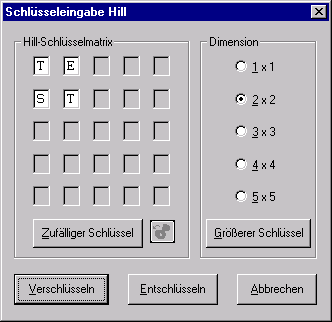 Schlüsseleingabe Hill
Hill-Schlüsselmatrix
T E
S T
Zufälliger Schlüssel
Dimension
1 x 1
2 x 2
3 x 3
4 x 4
5 x 5
Größerer Schlüssel
Verschlüsseln
Entschlüsseln
Abbrechen